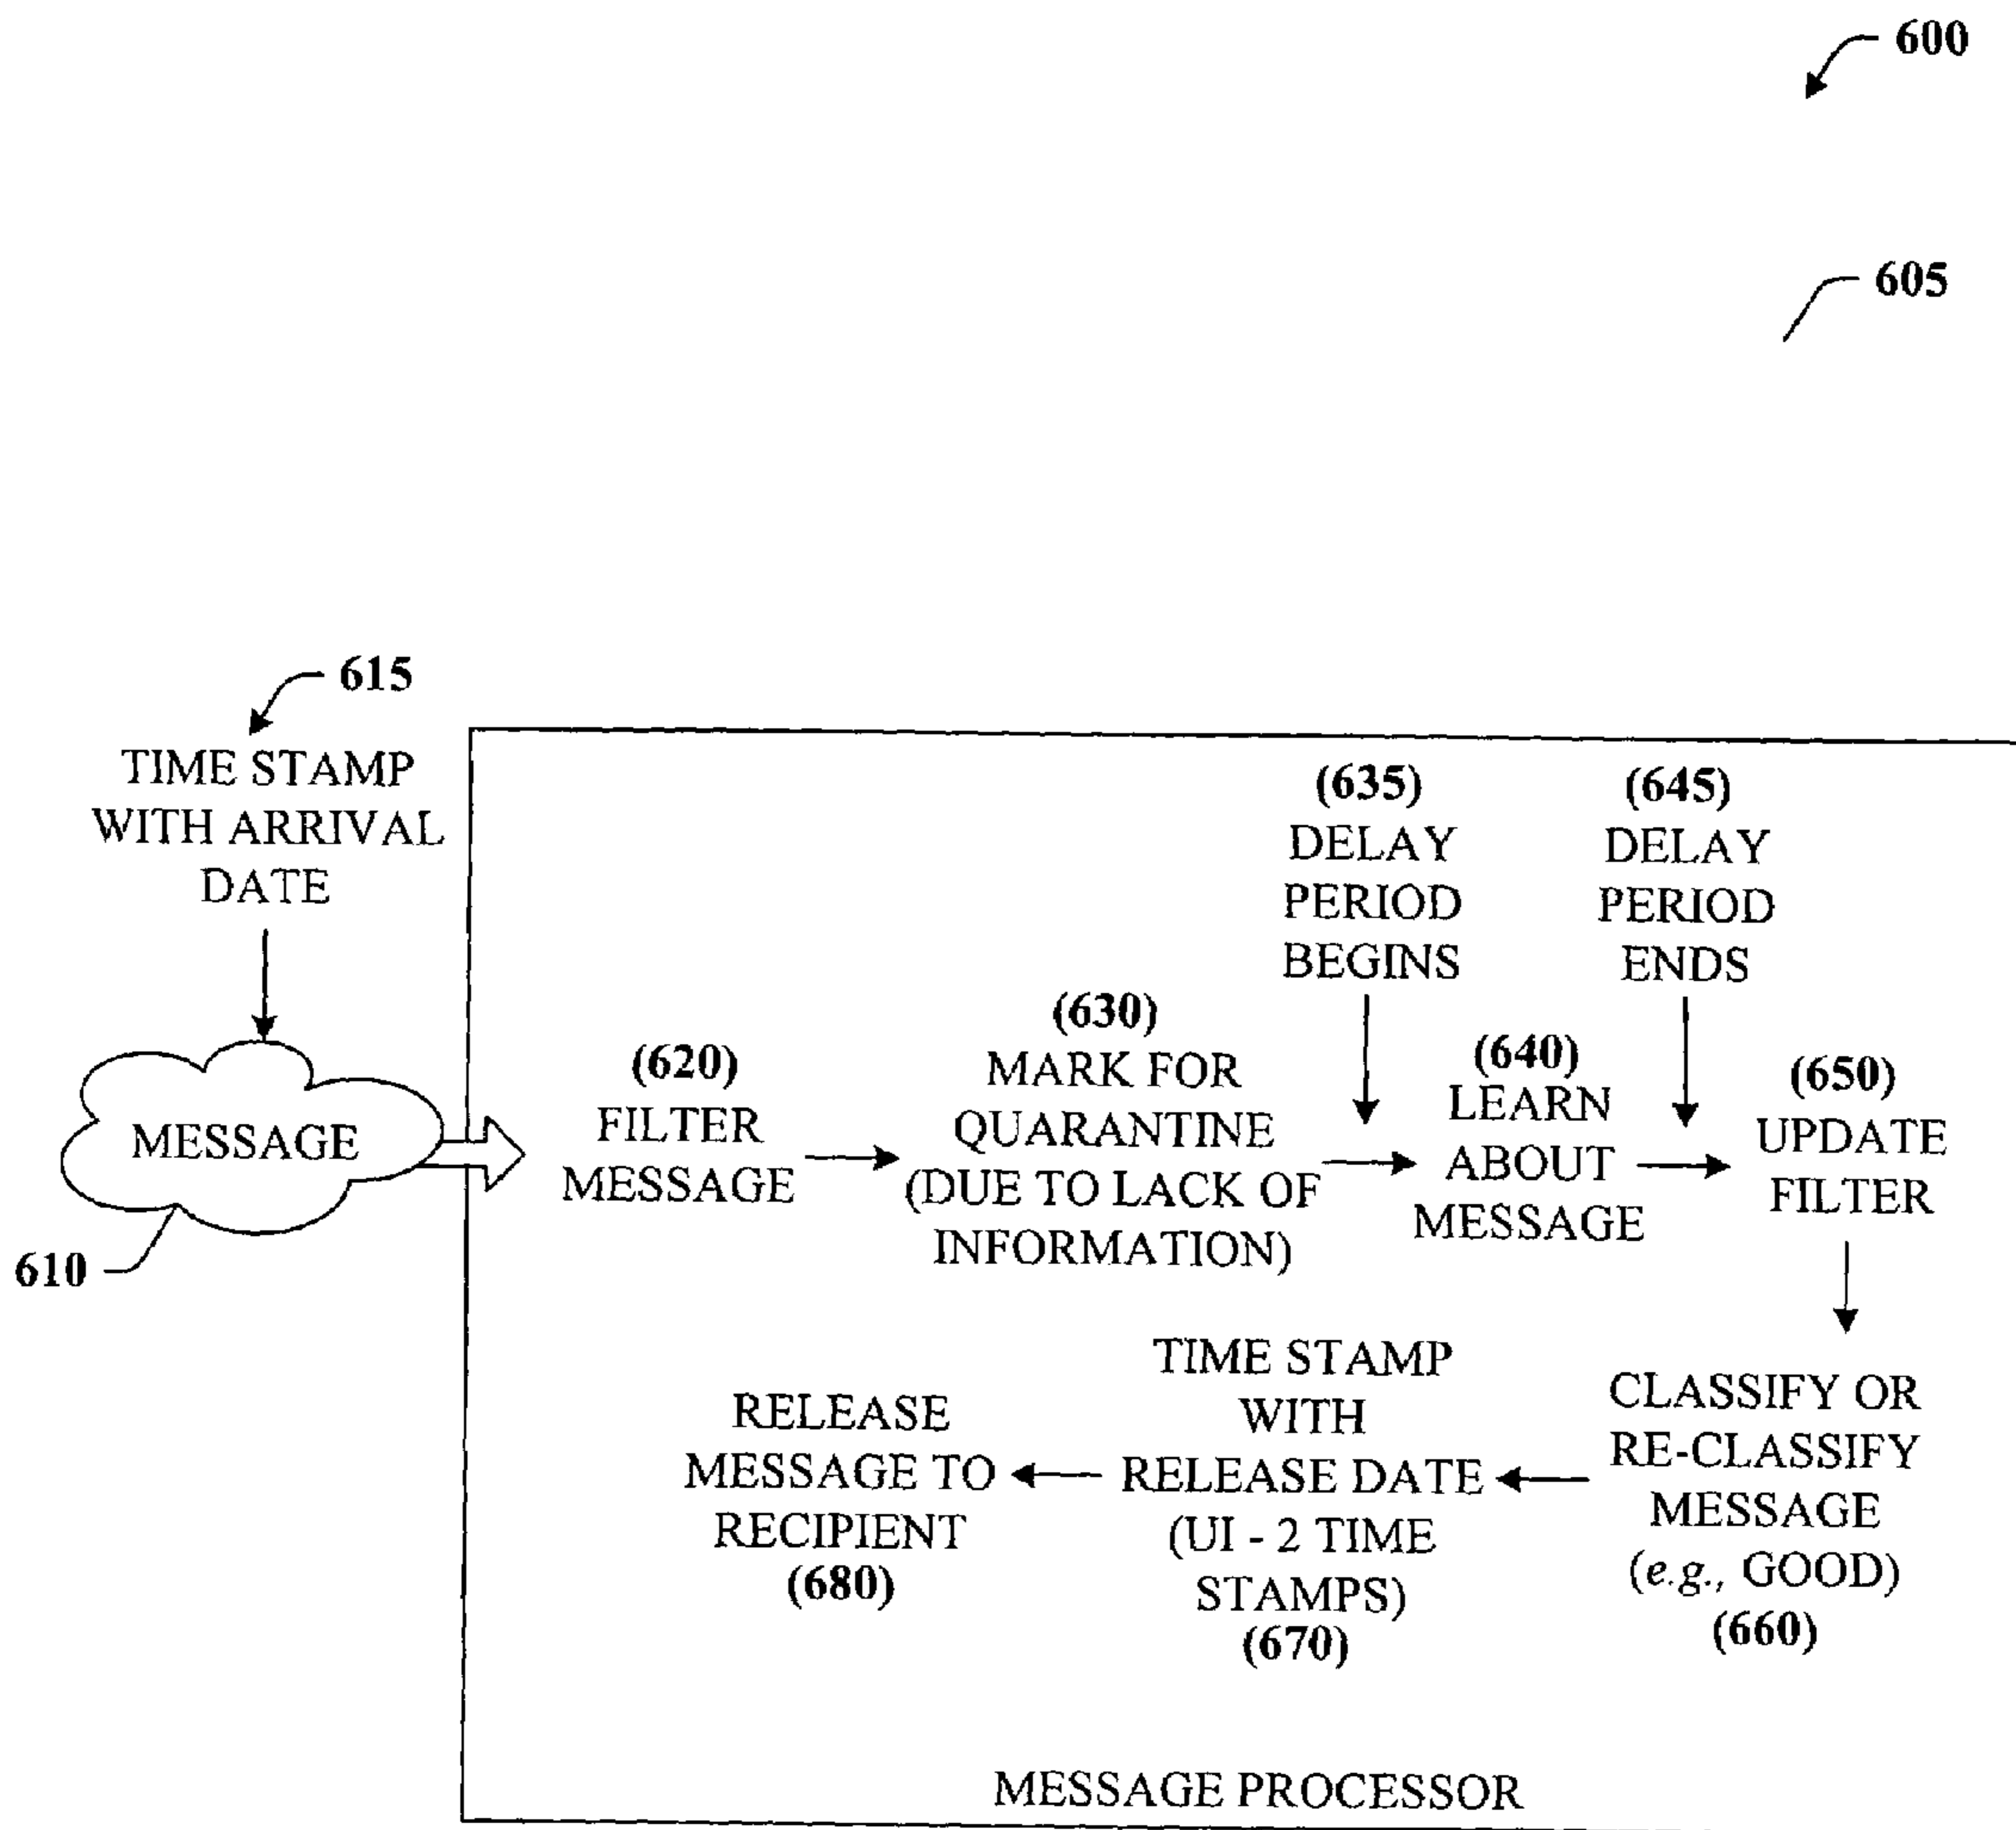 600
605
615
TIME STAMP
WITH ARRIVAL
DATE
MESSAGE
610
(620)
FILTER
MESSAGE
(630)
MARK FOR
QUARANTINE
(DUE TO LACK OF
INFORMATION)
(635)
DELAY
PERIOD
BEGINS
(640)
LEARN
ABOUT
MESSAGE
(645)
DELAY
PERIOD
ENDS
(650)
UPDATE
FILTER
CLASSIFY OR
RE-CLASSIFY
MESSAGE
(e.g., GOOD)
(660)
TIME STAMP
WITH
RELEASE DATE
(UI - 2 TIME
STAMPS)
(670)
RELEASE
MESSAGE TO
RECIPIENT
(680)
MESSAGE PROCESSOR